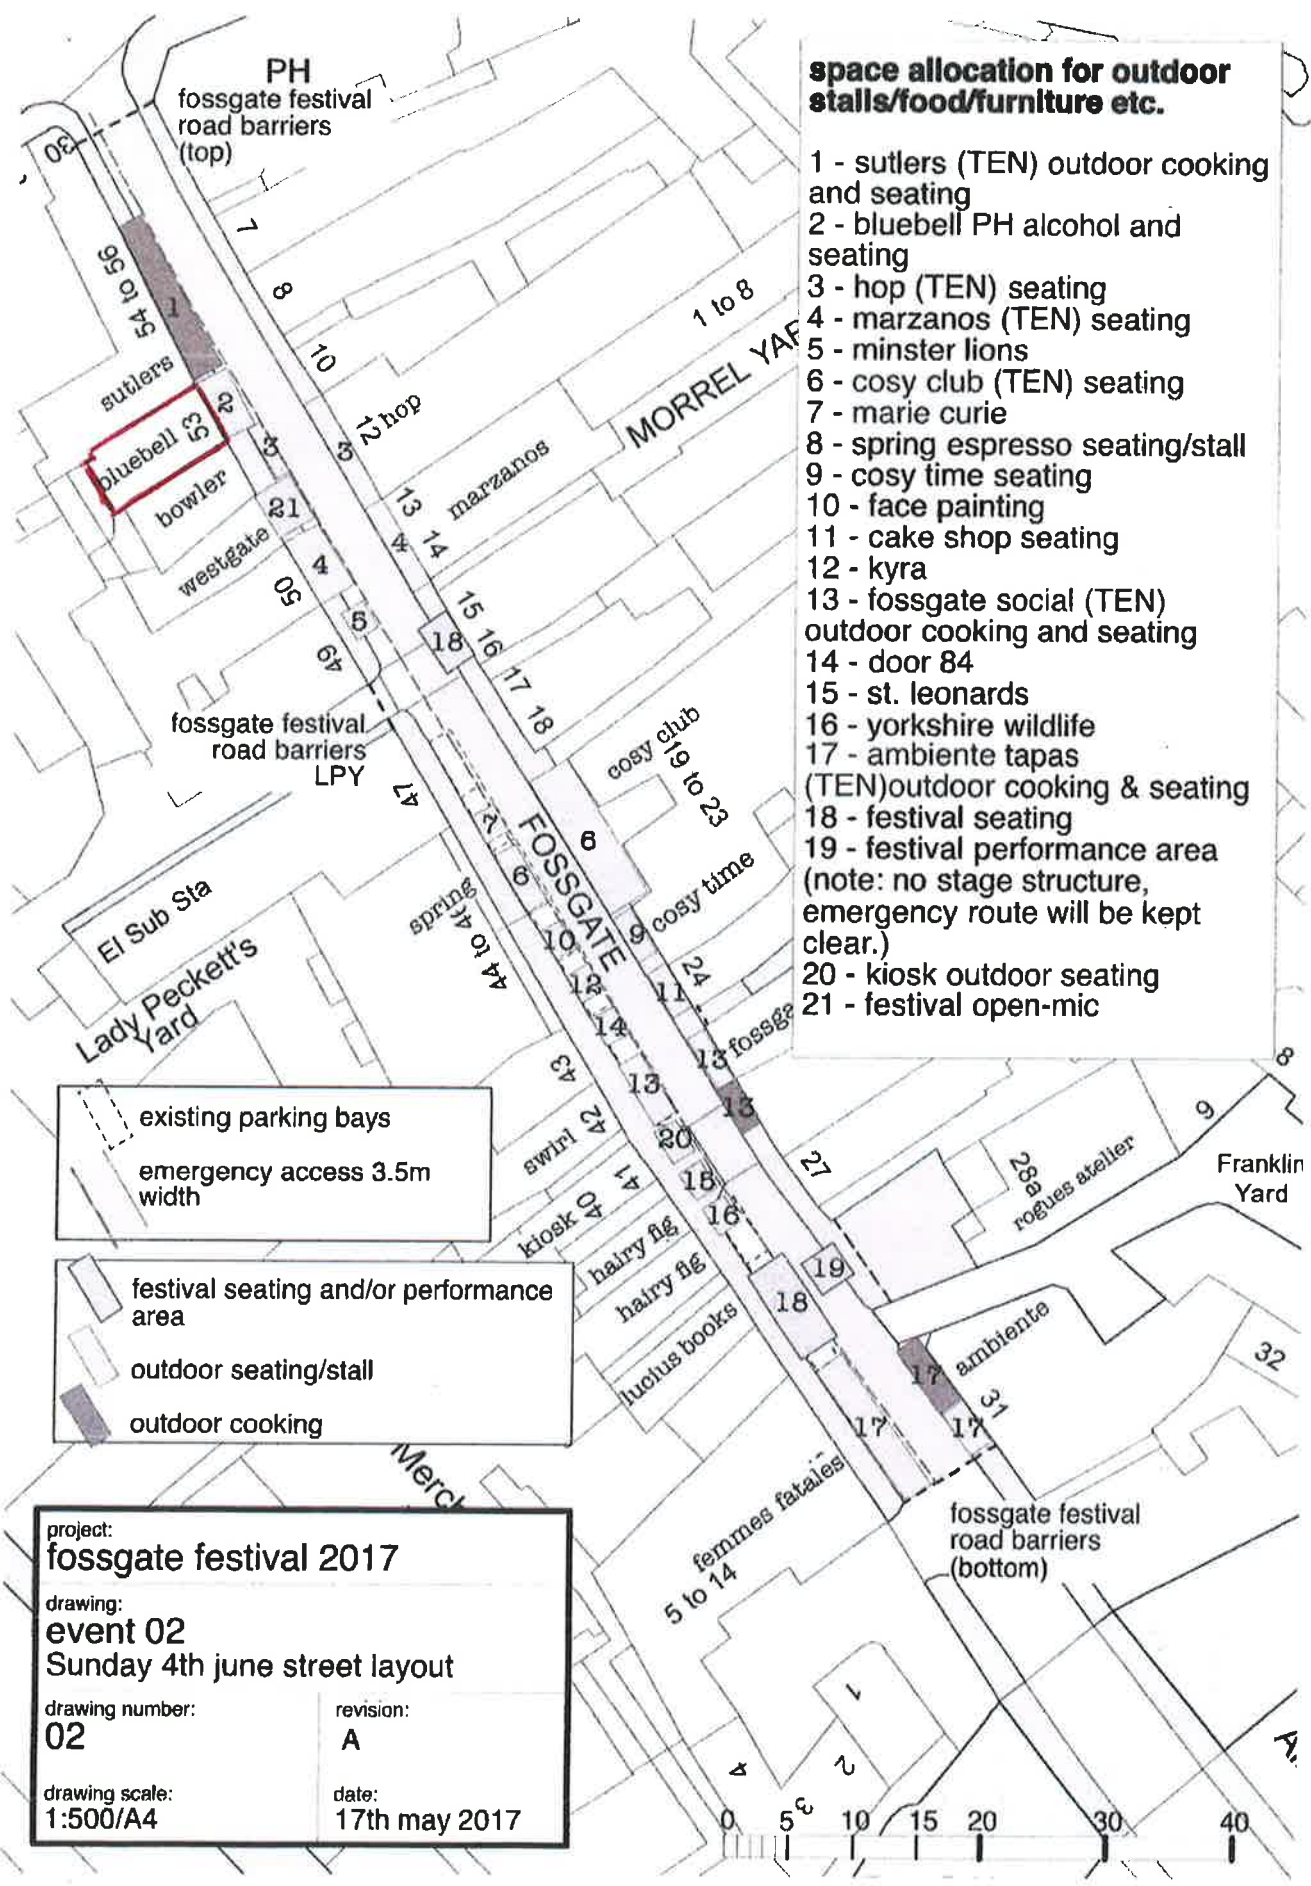 PH
fossgate festival
road barriers
(top)
30
7
8
10
12 hop
13
marzanos
14
15
16
17
18
1 to 8
MORREL YAR
54 to 56
1
sutlers
2
53
bluebell
bowler
3
3
21
westgate
4
4
50
5
49
18
fossgate festival
road barriers
LPY
47
cosy club
19 to 23
7
FOSSGATE
6
6
cosy time
spring
44 to 46
El Sub Sta
Lady Peckett's
Yard
10
9
24
11
12
14
fossga
13
13
13
43
42
swirl
41
20
40
kiosk
15
16
hairy fig
hairy fig
lucius books
27
28a
rogues atelier
9
8
Franklin
Yard
19
18
ambiente
17
31
17
17
32
femmes fatales
5 to 14
fossgate festival
road barriers
(bottom)
Merch
1
2
3
4
space allocation for outdoor
stalls/food/furniture etc.
1 - sutlers (TEN) outdoor cooking
and seating
2 - bluebell PH alcohol and
seating
3 - hop (TEN) seating
4 - marzanos (TEN) seating
5 - minster lions
6 - cosy club (TEN) seating
7 - marie curie
8 - spring espresso seating/stall
9 - cosy time seating
10 - face painting
11 - cake shop seating
12 - kyra
13 - fossgate social (TEN)
outdoor cooking and seating
14 - door 84
15 - st. leonards
16 - yorkshire wildlife
17 - ambiente tapas
(TEN)outdoor cooking & seating
18 - festival seating
19 - festival performance area
(note: no stage structure,
emergency route will be kept
clear.)
20 - kiosk outdoor seating
21 - festival open-mic
existing parking bays
emergency access 3.5m
width
festival seating and/or performance
area
outdoor seating/stall
outdoor cooking
project:
fossgate festival 2017
drawing:
event 02
Sunday 4th june street layout
drawing number:
02
revision:
A
drawing scale:
1:500/A4
date:
17th may 2017
0 5 10 15 20 30 40